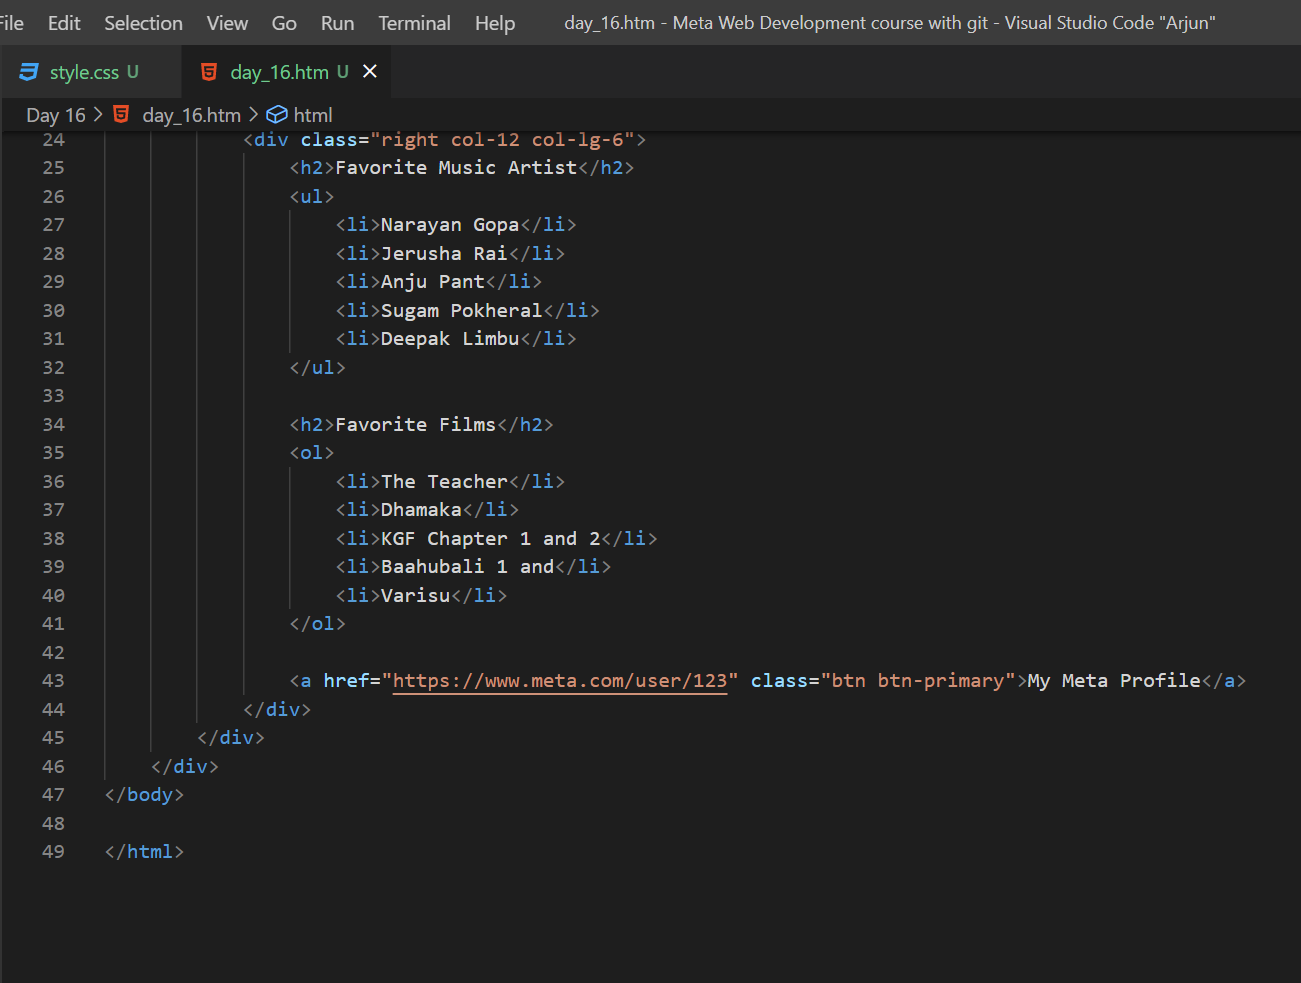 File Edit Selection View Go Run Terminal Help day_16.htm - Meta Web Development course with git - Visual Studio Code "Arjun"
style.css U day_16.htm U
Day 16 > day_16.htm > html
24 <div class="right col-12 col-lg-6">
25 <h2>Favorite Music Artist</h2>
26 <ul>
27 <li>Narayan Gopa</li>
28 <li>Jerusha Rai</li>
29 <li>Anju Pant</li>
30 <li>Sugam Pokheral</li>
31 <li>Deepak Limbu</li>
32 </ul>
33
34 <h2>Favorite Films</h2>
35 <ol>
36 <li>The Teacher</li>
37 <li>Dhamaka</li>
38 <li>KGF Chapter 1 and 2</li>
39 <li>Baahubali 1 and</li>
40 <li>Varisu</li>
41 </ol>
42
43 <a href="https://www.meta.com/user/123" class="btn btn-primary">My Meta Profile</a>
44 </div>
45 </div>
46 </div>
47 </body>
48
49 </html>